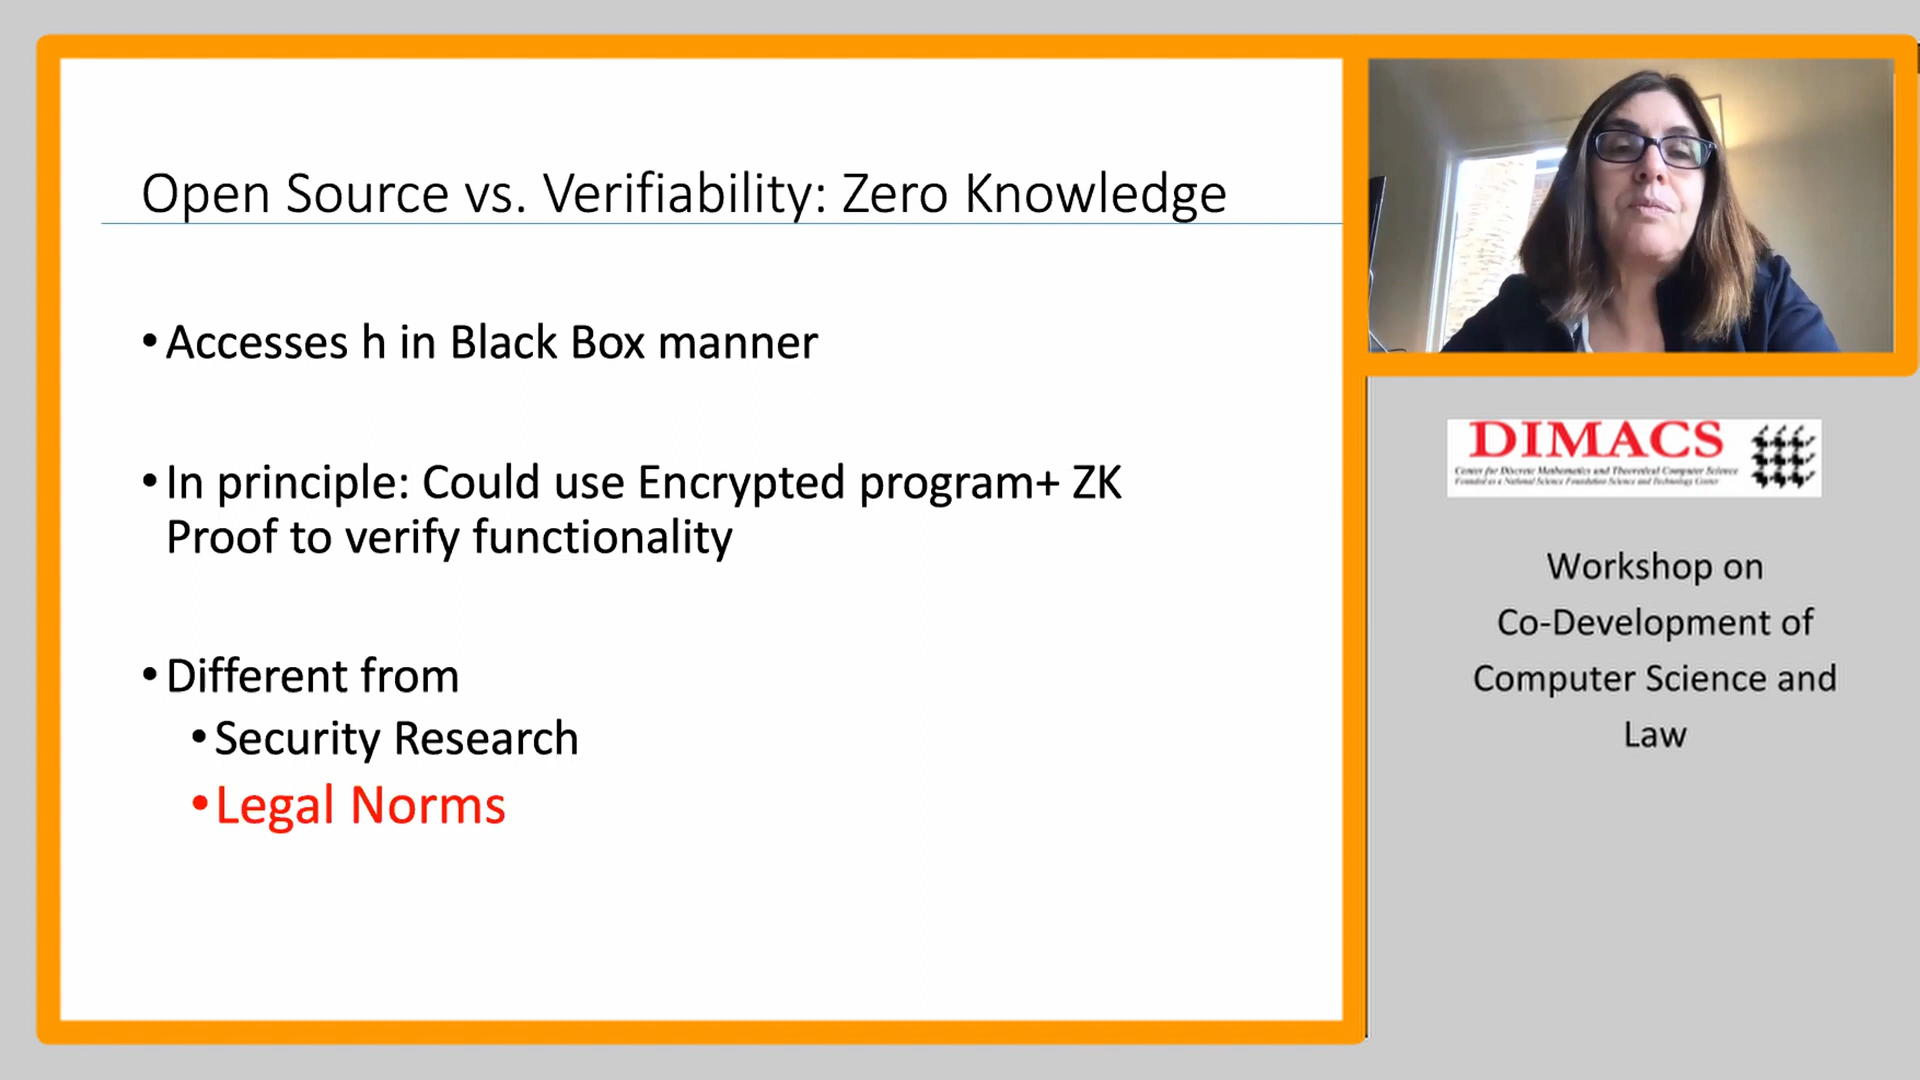 Open Source vs. Verifiability: Zero Knowledge
•Accesses h in Black Box manner
•In principle: Could use Encrypted program+ ZK
Proof to verify functionality
•Different from
•Security Research
•Legal Norms
DIMACS
Center for Discrete Mathematics and Theoretical Computer Science
Founded as a National Science Foundation Science and Technology Center
Workshop on
Co-Development of
Computer Science and
Law